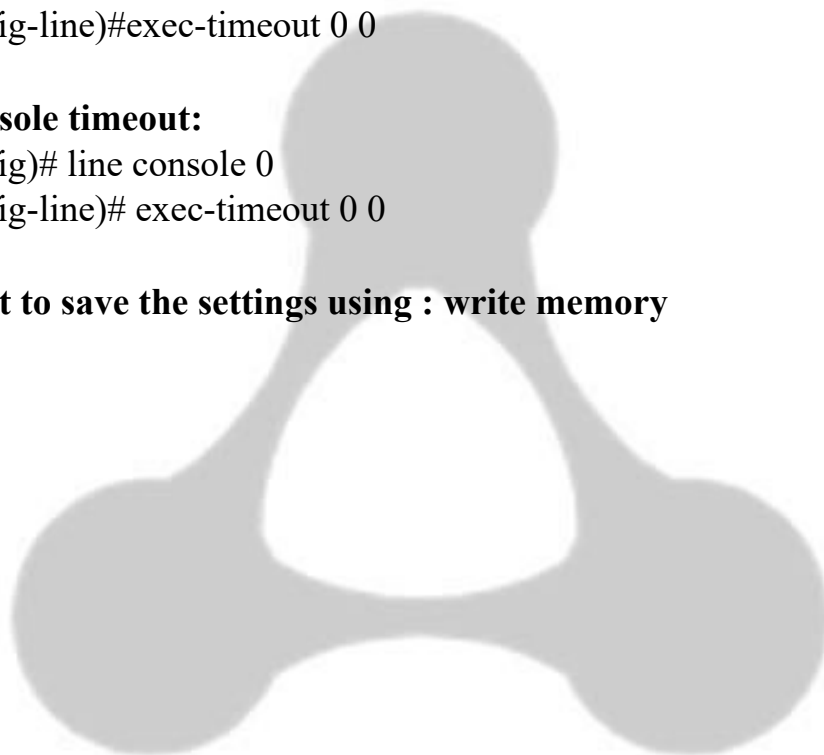 ig-line)#exec-timeout 0 0
sole timeout:
ig)# line console 0
ig-line)# exec-timeout 0 0
t to save the settings using : write memory